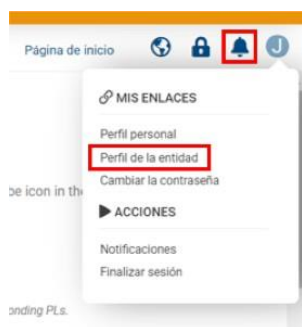 Página de inicio
J
MIS ENLACES
Perfil personal
Perfil de la entidad
be icon in the
Cambiar la contraseña
ACCIONES
Notificaciones
Finalizar sesión
onding PLs.